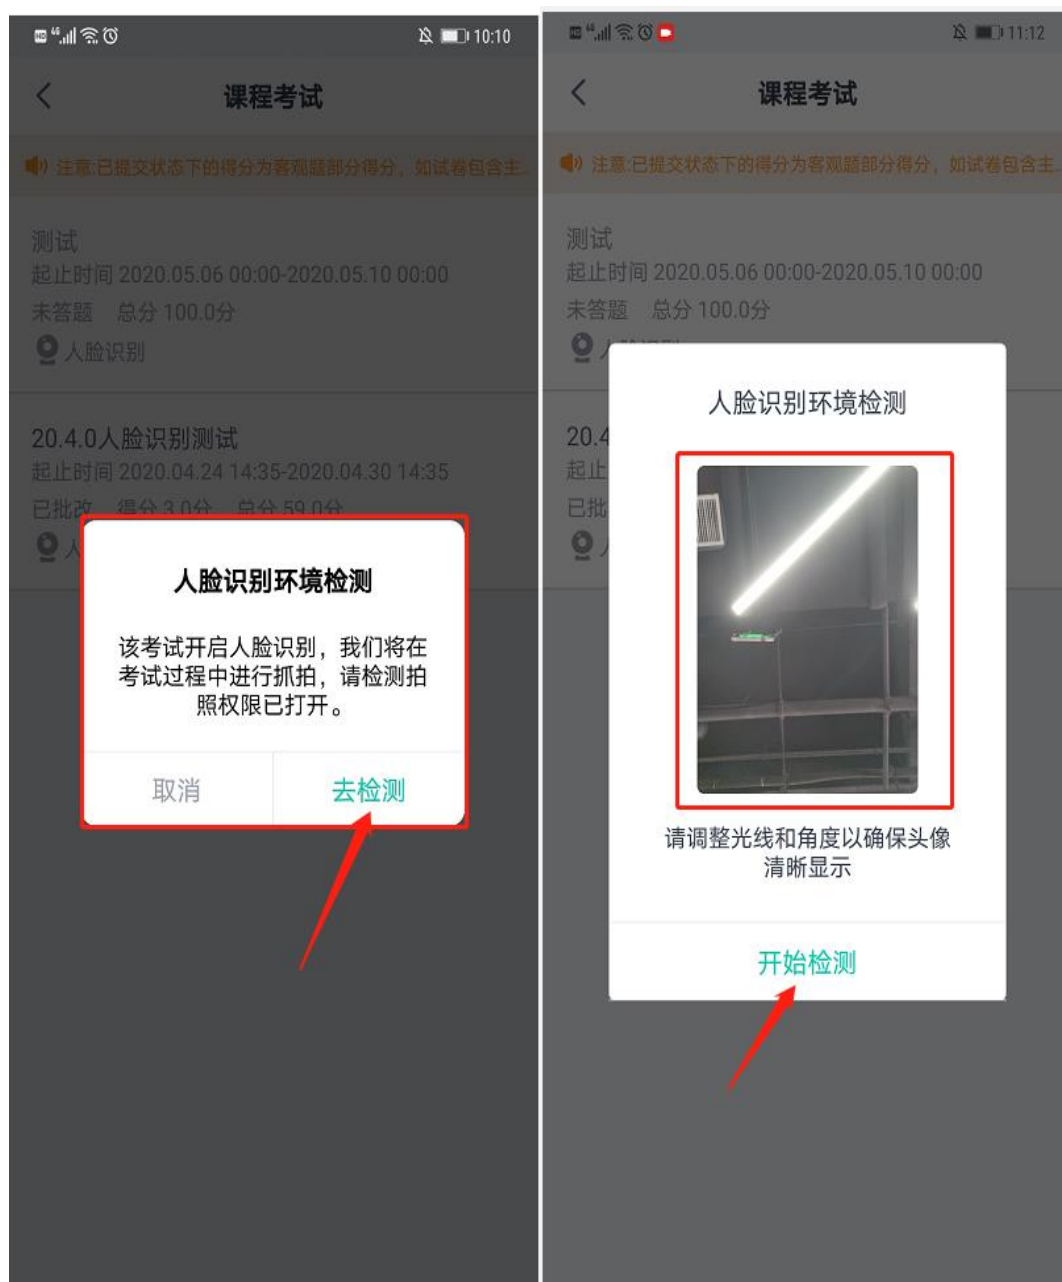 10:10
课程考试
注意:已提交状态下的得分为客观题部分得分，如试卷包含主...
测试
起止时间 2020.05.06 00:00-2020.05.10 00:00
未答题 总分 100.0分
人脸识别
20.4.0人脸识别测试
起止时间 2020.04.24 14:35-2020.04.30 14:35
已批改 得分 3.0分 总分 59.0分
人
人脸识别环境检测
该考试开启人脸识别，我们将在
考试过程中进行抓拍，请检测拍
照权限已打开。
取消 去检测
11:12
课程考试
注意:已提交状态下的得分为客观题部分得分，如试卷包含主...
测试
起止时间 2020.05.06 00:00-2020.05.10 00:00
未答题 总分 100.0分
20.4
起止
已批
人脸识别环境检测
请调整光线和角度以确保头像
清晰显示
开始检测